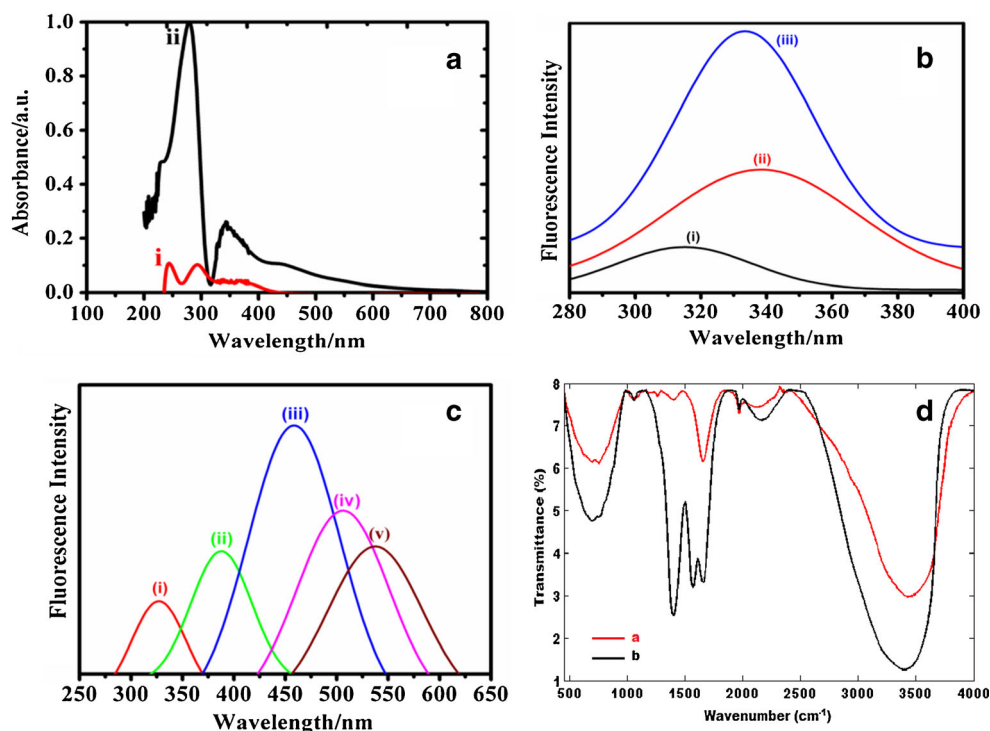 a
ii
i
1.0
0.8
0.6
0.4
0.2
0.0
Absorbance/a.u.
100 200 300 400 500 600 700 800
Wavelength/nm
b
(iii)
(ii)
(i)
Fluorescence Intensity
280 300 320 340 360 380 400
Wavelength/nm
c
(i)
(ii)
(iii)
(iv)
(v)
Fluorescence Intensity
250 300 350 400 450 500 550 600 650
Wavelength/nm
d
8
7
6
5
4
3
2
1
Transmittance (%)
a
b
500 1000 1500 2000 2500 3000 3500 4000
Wavenumber (cm⁻¹)